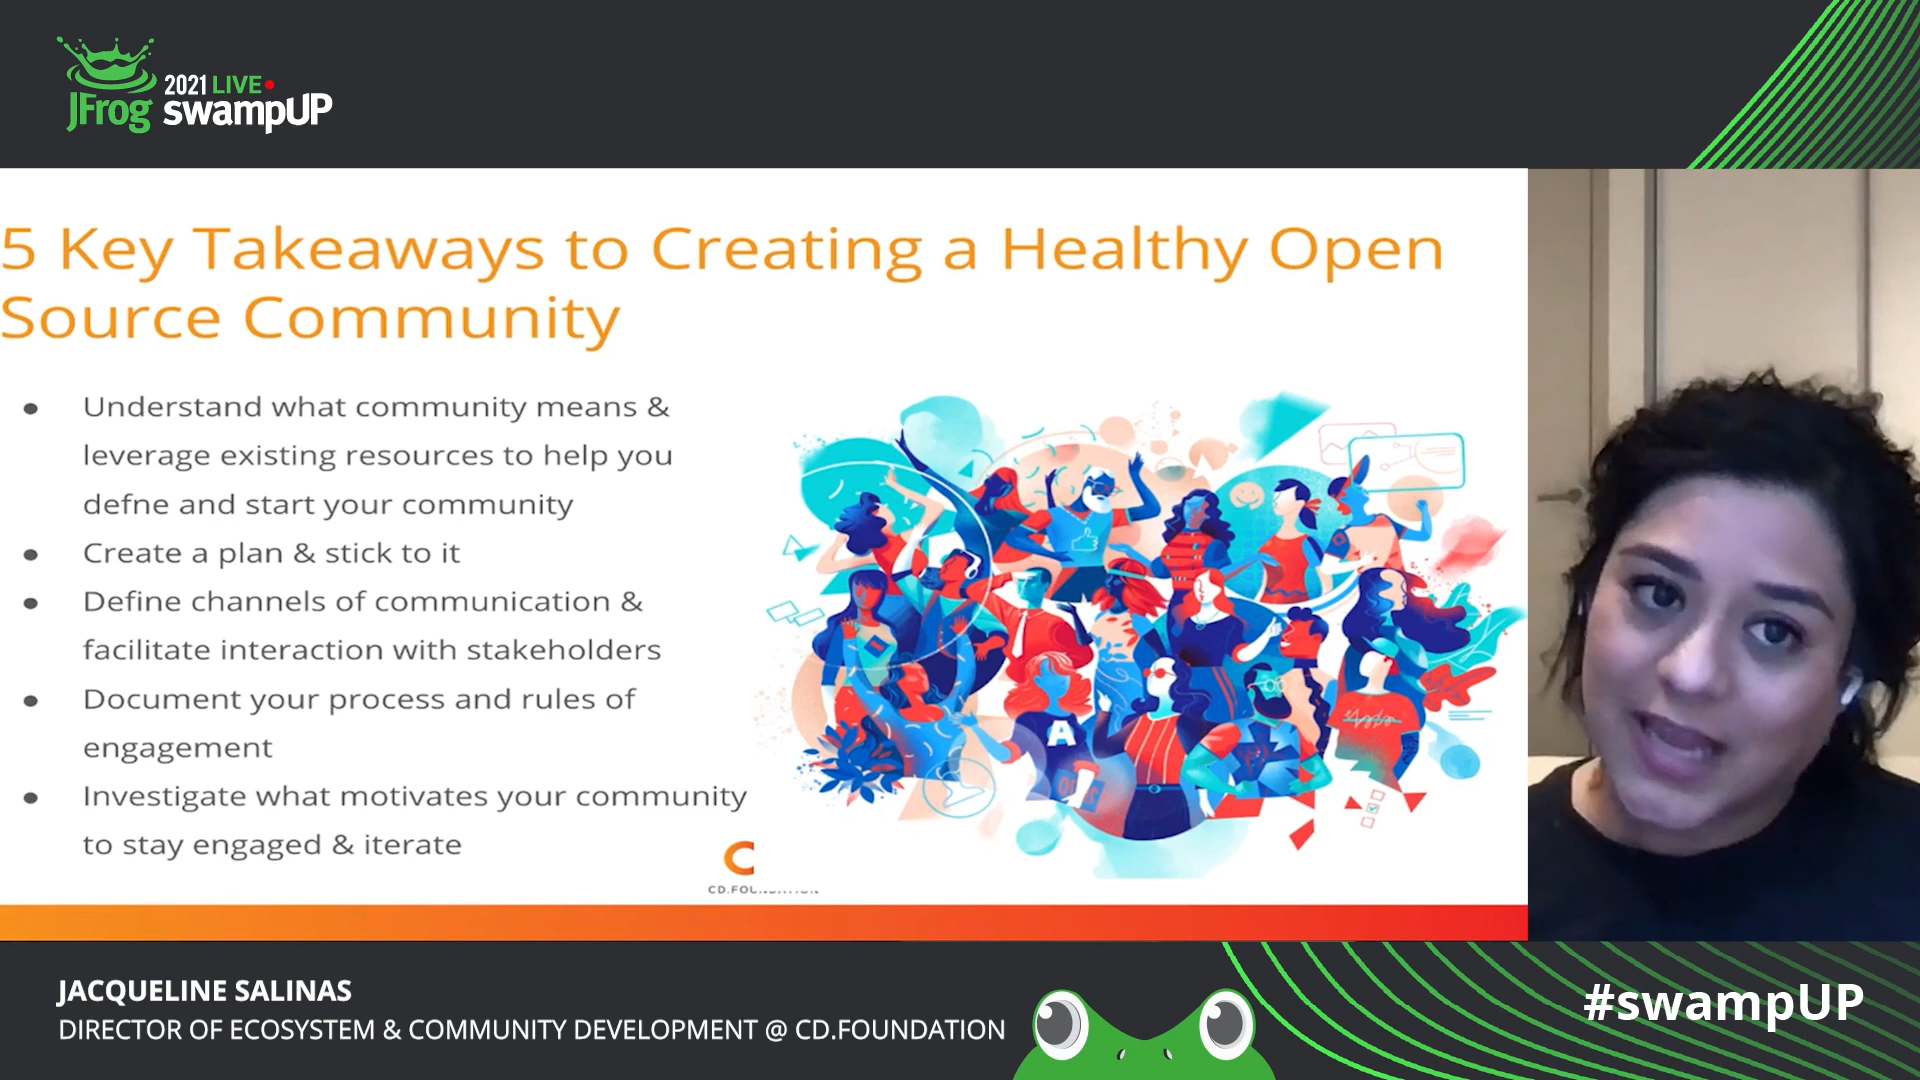 2021 LIVE
JFrog swampUP
5 Key Takeaways to Creating a Healthy Open
Source Community
Understand what community means &
leverage existing resources to help you
defne and start your community
Create a plan & stick to it
Define channels of communication &
facilitate interaction with stakeholders
Document your process and rules of
engagement
Investigate what motivates your community
to stay engaged & iterate
A
C
CD.FOUNDATION
JACQUELINE SALINAS
DIRECTOR OF ECOSYSTEM & COMMUNITY DEVELOPMENT @ CD.FOUNDATION
#swampUP